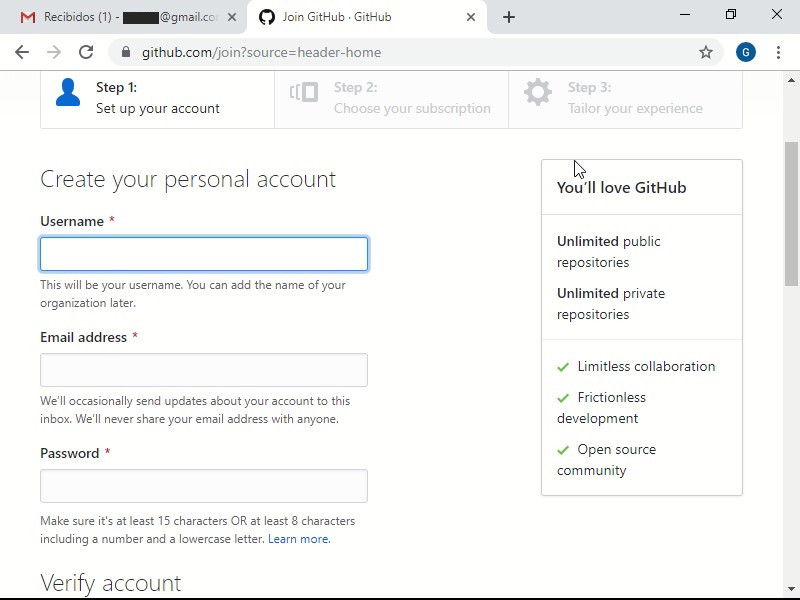 Recibidos (1) - @gmail.co
Join GitHub · GitHub
github.com/join?source=header-home
G
Step 1:
Set up your account
Step 2:
Choose your subscription
Step 3:
Tailor your experience
Create your personal account
Username *
This will be your username. You can add the name of your
organization later.
Email address *
We'll occasionally send updates about your account to this
inbox. We'll never share your email address with anyone.
Password *
Make sure it's at least 15 characters OR at least 8 characters
including a number and a lowercase letter. Learn more.
Verify account
You'll love GitHub
Unlimited public
repositories
Unlimited private
repositories
Limitless collaboration
Frictionless
development
Open source
community